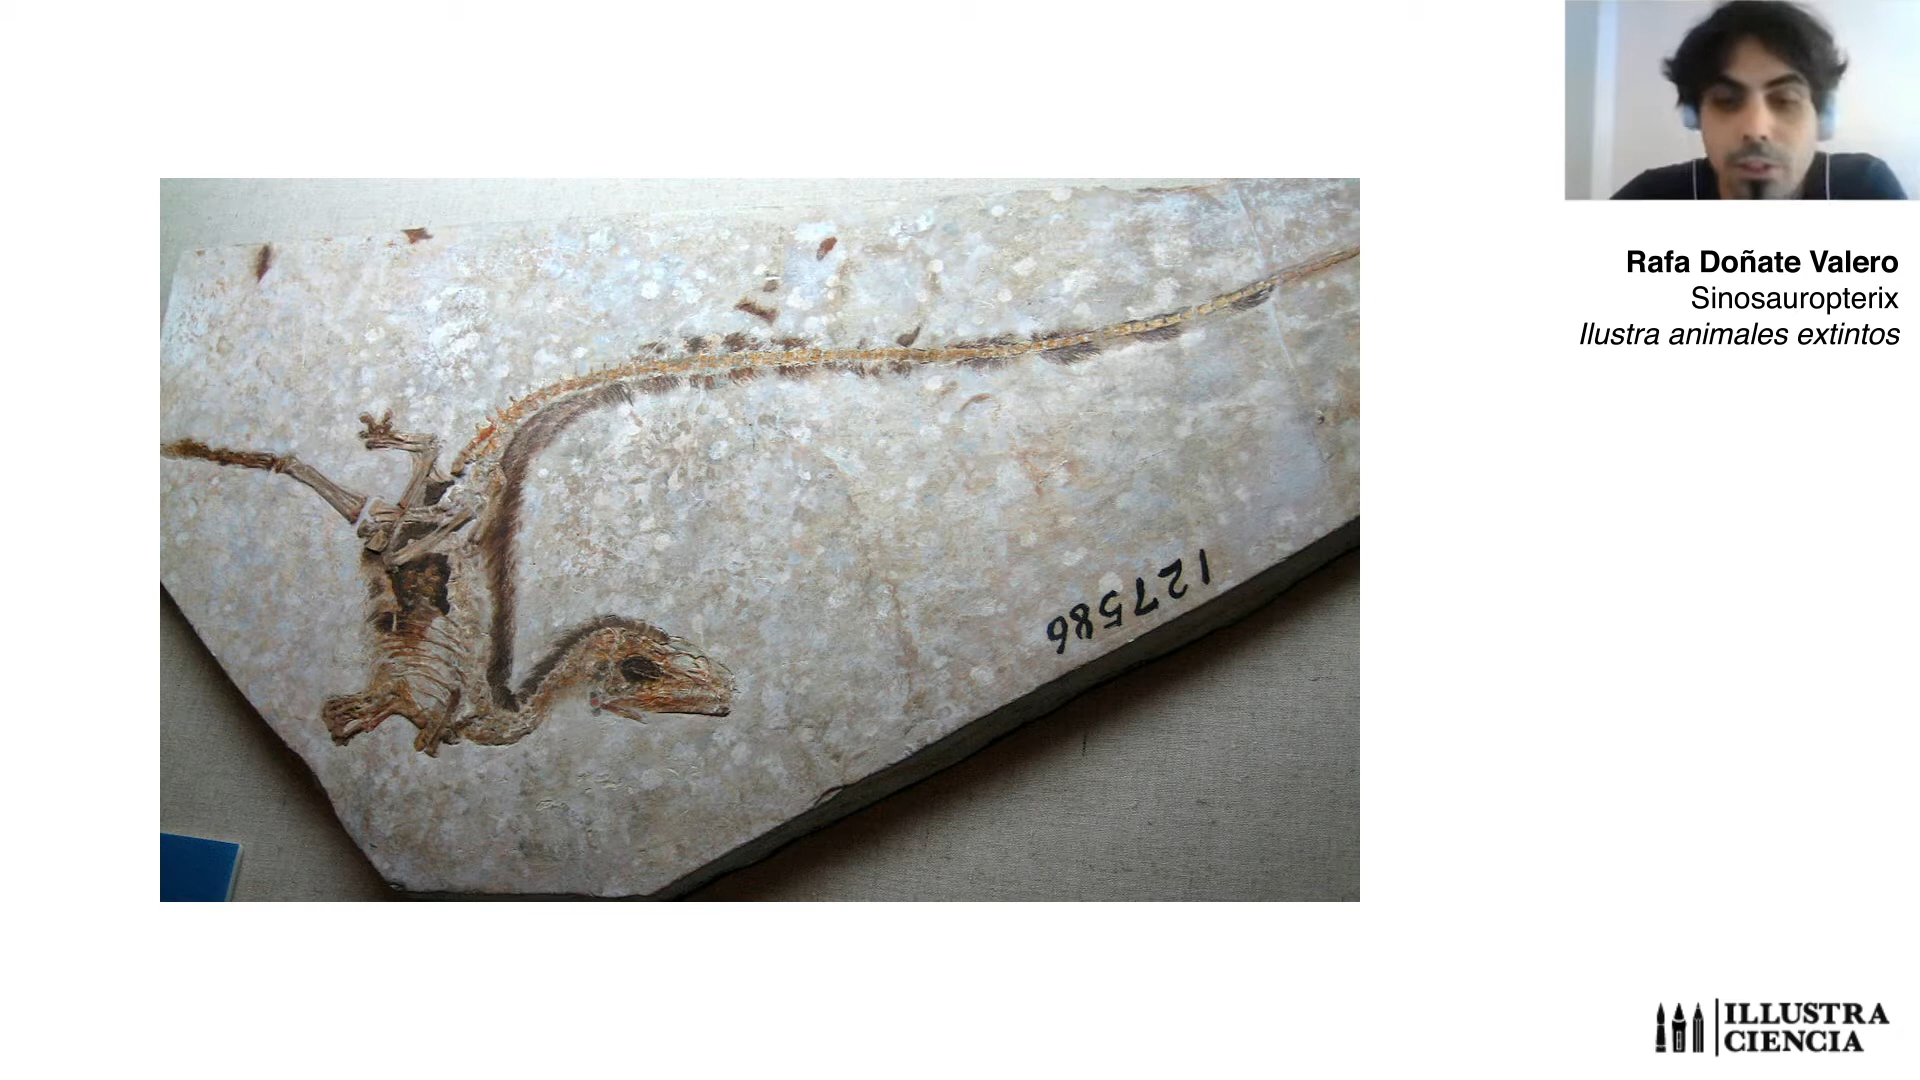 Rafa Doñate Valero
Sinosauropterix
Ilustra animales extintos
127586
ILLUSTRA
CIENCIA